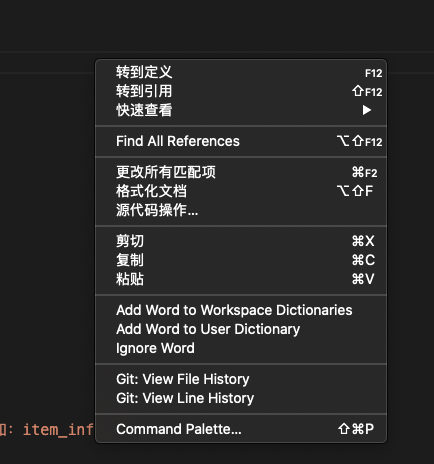 转到定义 F12
转到引用 ⇧F12
快速查看 ▶
Find All References ⌥⇧F12
更改所有匹配项 ⌘F2
格式化文档 ⌥⇧F
源代码操作...
剪切 ⌘X
复制 ⌘C
粘贴 ⌘V
Add Word to Workspace Dictionaries
Add Word to User Dictionary
Ignore Word
Git: View File History
Git: View Line History
: item_inf
Command Palette... ⇧⌘P